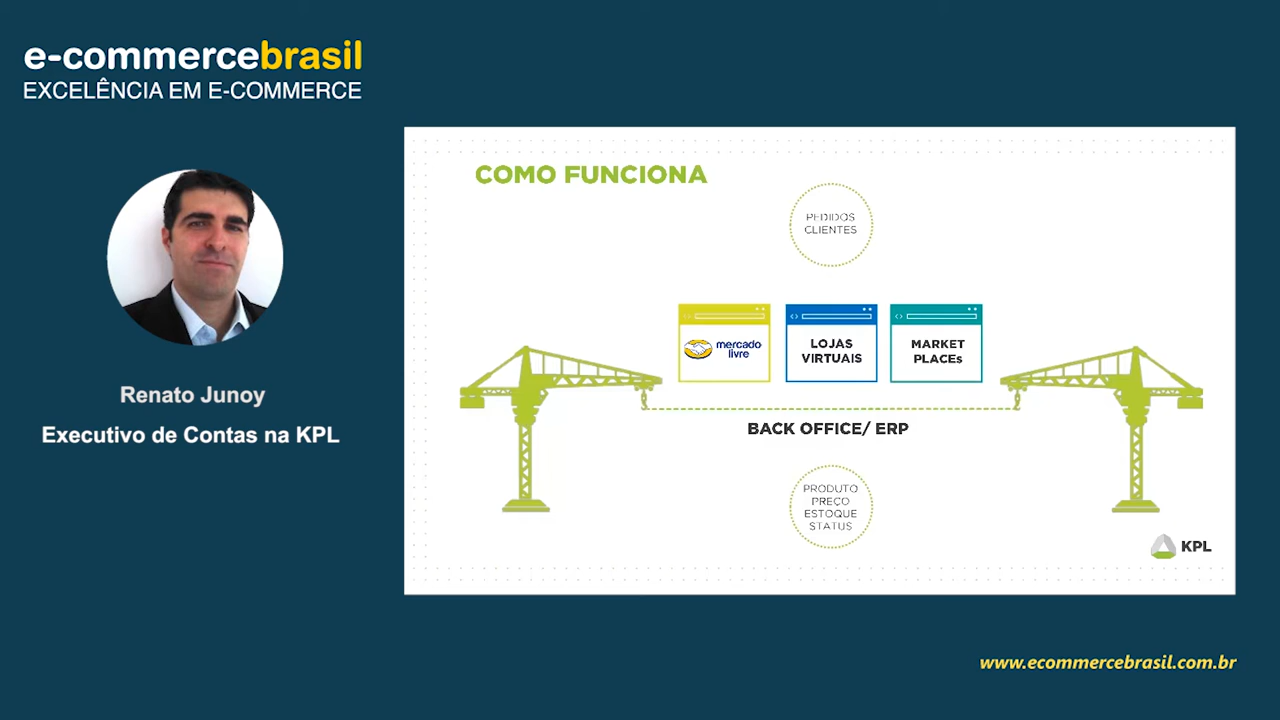 e-commercebrasil
EXCELÊNCIA EM E-COMMERCE
Renato Junoy
Executivo de Contas na KPL
COMO FUNCIONA
PEDIDOS
CLIENTES
mercado
livre
LOJAS
VIRTUAIS
MARKET
PLACEs
BACK OFFICE/ ERP
PRODUTO
PREÇO
ESTOQUE
STATUS
KPL
www.ecommercebrasil.com.br